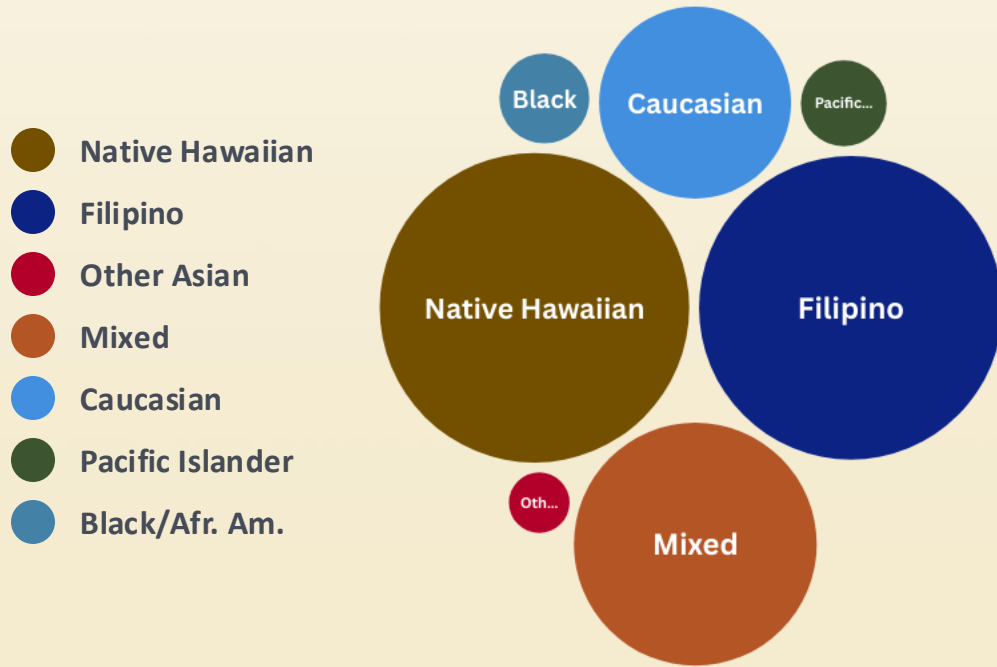 Native Hawaiian
Filipino
Other Asian
Mixed
Caucasian
Pacific Islander
Black/Afr. Am.
Black
Caucasian
Pacific...
Native Hawaiian
Filipino
Oth...
Mixed